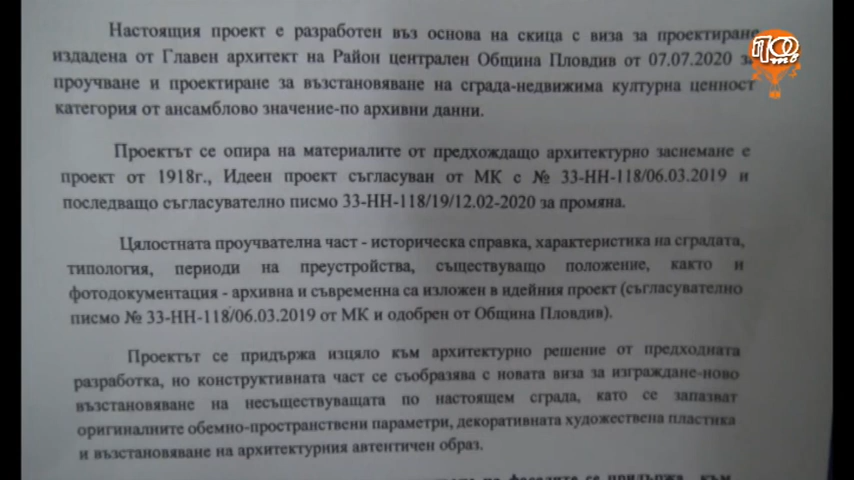 Настоящия проект е разработен въз основа на скица с виза за проектиране
издадена от Главен архитект на Район централен Община Пловдив от 07.07.2020 за
проучване и проектиране за възстановяване на сграда-недвижима културна ценност
категория от ансамблово значение-по архивни данни.
Проектът се опира на материалите от предхождащо архитектурно заснемане е
проект от 1918г., Идеен проект съгласуван от МК с № 33-НН-118/06.03.2019 и
последващо съгласувателно писмо 33-НН-118/19/12.02-2020 за промяна.
Цялостната проучвателна част - историческа справка, характеристика на сградата,
типология, периоди на преустройства, съществуващо положение, както и
фотодокументация - архивна и съвременна са изложен в идейния проект (съгласувателно
писмо № 33-НН-118/06.03.2019 от МК и одобрен от Община Пловдив).
Проектът се придържа изцяло към архитектурно решение от предходната
разработка, но конструктивната част се съобразява с новата виза за изграждане-ново
възстановяване на несъществуващата по настоящем сграда, като се запазват
оригиналните обемно-пространствени параметри, декоративната художествена пластика
и възстановяване на архитектурния автентичен образ.
фасадите се придържа към